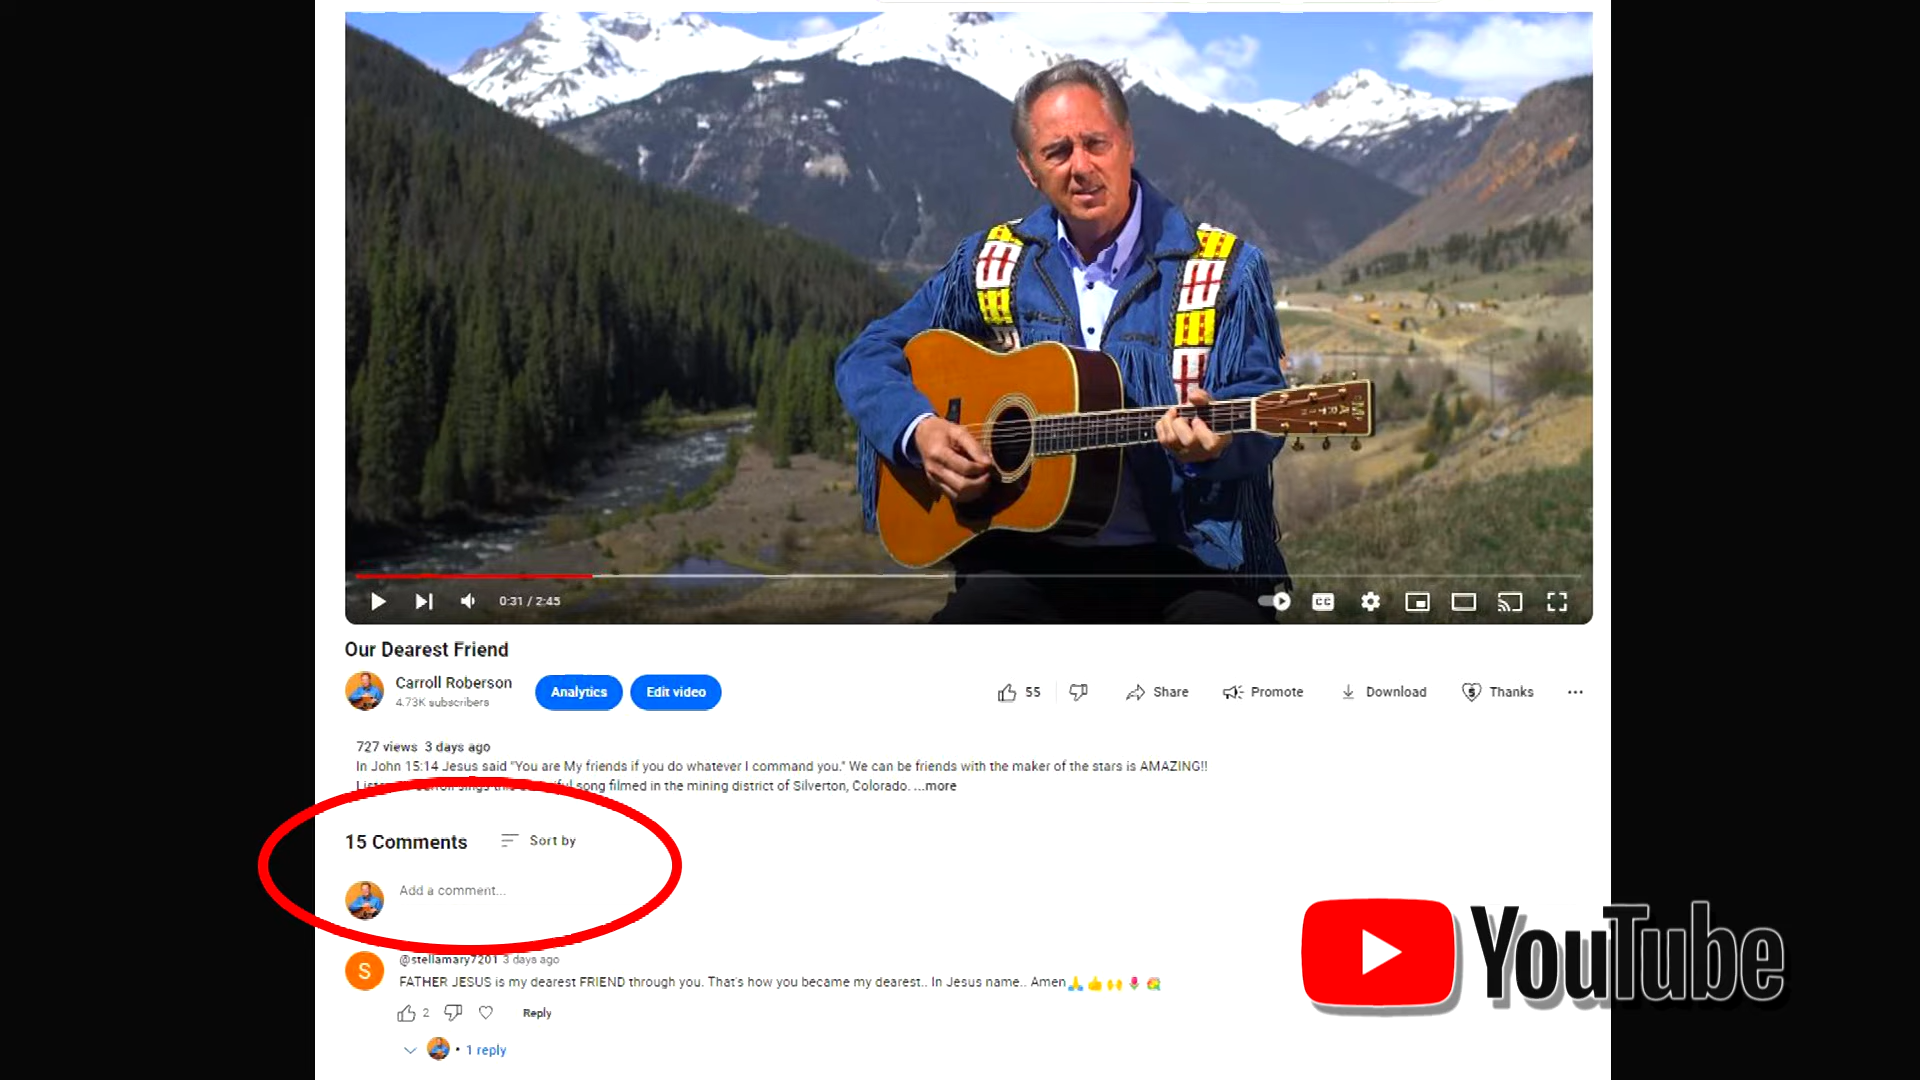 MARTIN
0:31 / 2:45
CC
Our Dearest Friend
Carroll Roberson
4.73K subscribers
Analytics
Edit video
55
Share
Promote
Download
Thanks
727 views 3 days ago
In John 15:14 Jesus said "You are My friends if you do whatever I command you." We can be friends with the maker of the stars is AMAZING!!
sings this song filmed in the mining district of Silverton, Colorado. ...more
15 Comments
Sort by
Add a comment...
S
@stellamary7201 3 days ago
FATHER JESUS is my dearest FRIEND through you. That's how you became my dearest.. In Jesus name.. Amen🙏👍🙌🌷💐
2
Reply
• 1 reply
YouTube